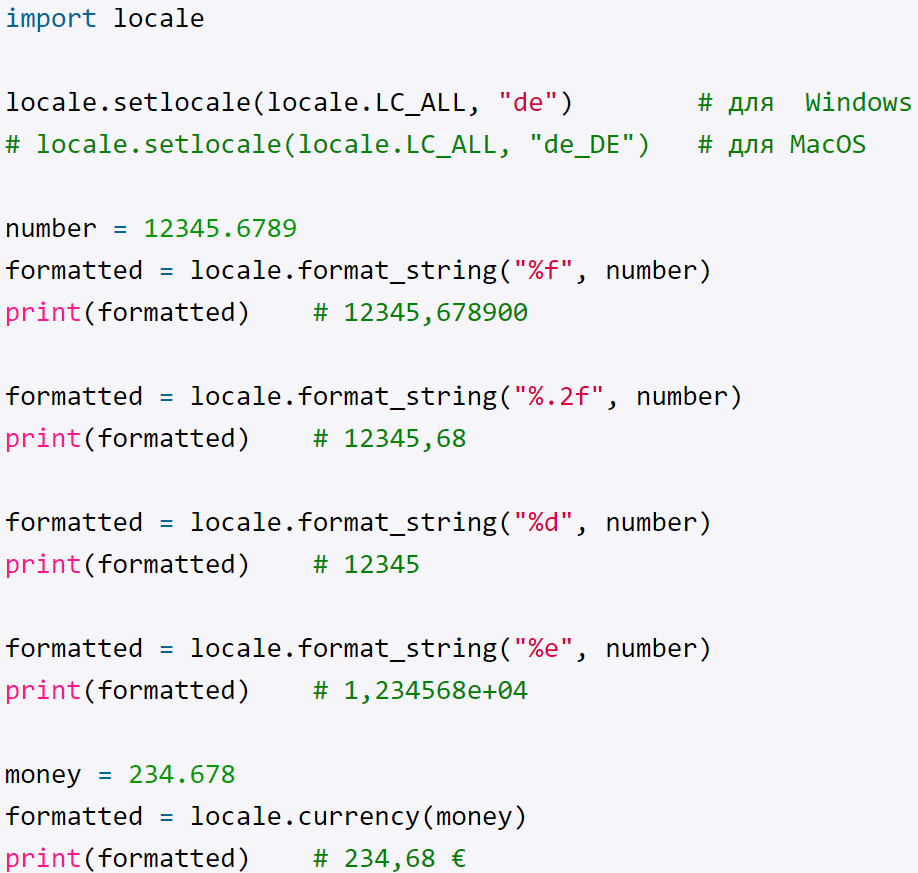 import locale
locale.setlocale(locale.LC_ALL, "de")        # для  Windows
# locale.setlocale(locale.LC_ALL, "de_DE")   # для MacOS
number = 12345.6789
formatted = locale.format_string("%f", number)
print(formatted)    # 12345,678900
formatted = locale.format_string("%.2f", number)
print(formatted)    # 12345,68
formatted = locale.format_string("%d", number)
print(formatted)    # 12345
formatted = locale.format_string("%e", number)
print(formatted)    # 1,234568e+04
money = 234.678
formatted = locale.currency(money)
print(formatted)    # 234,68 €